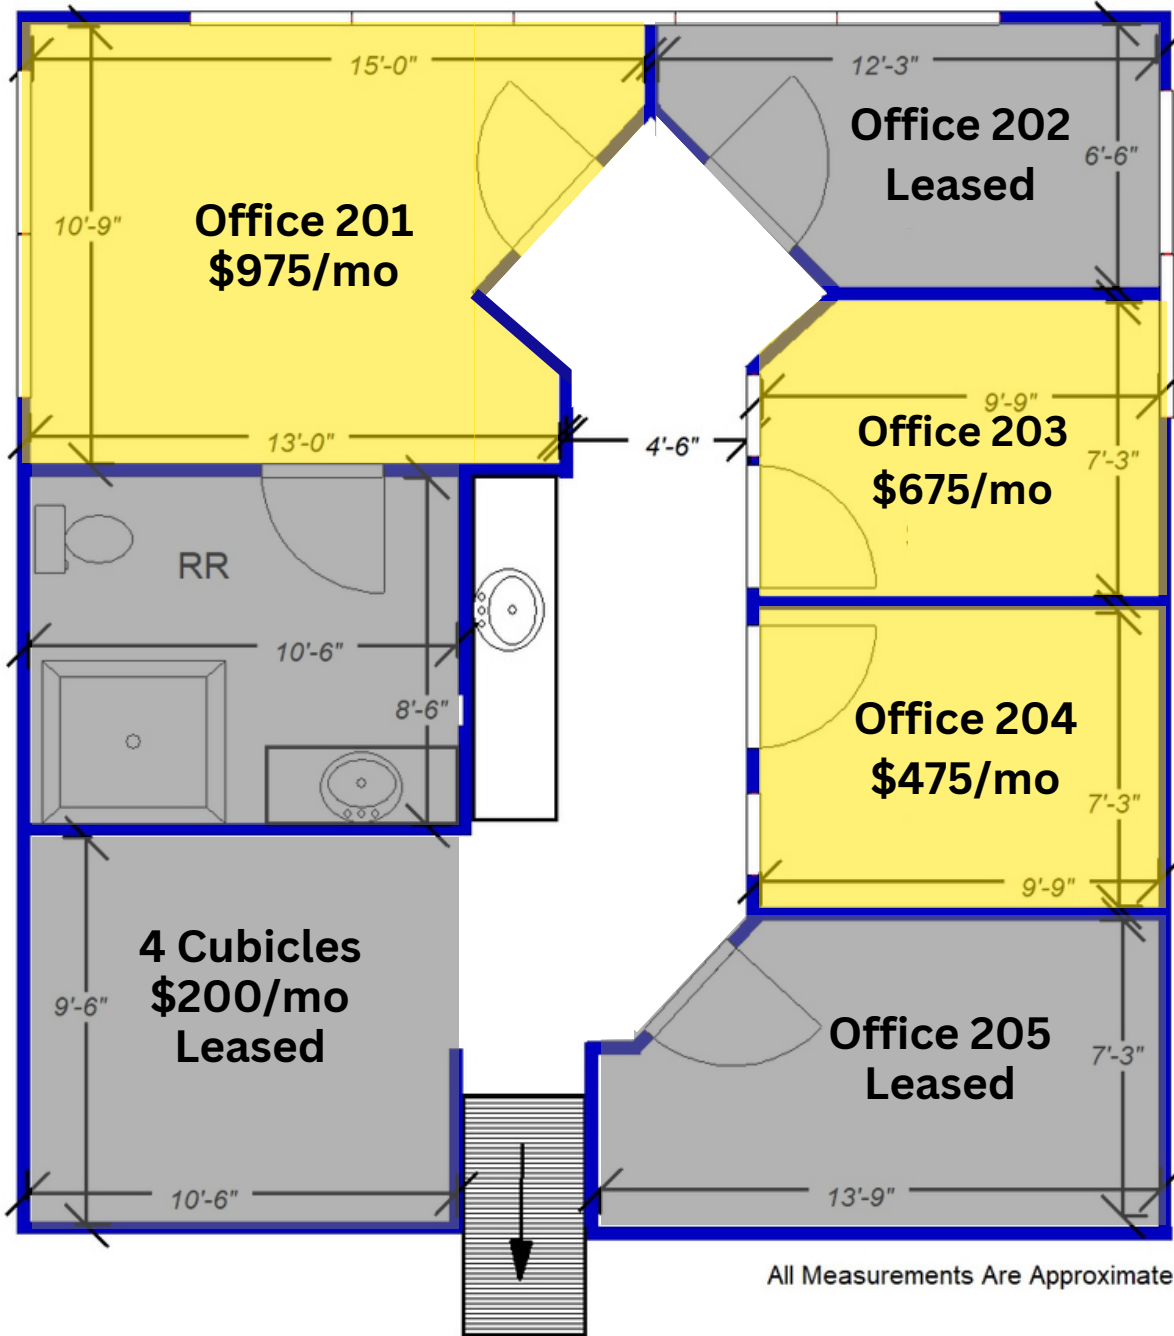 15'-0"
12'-3"
Office 202
Leased
6'-6"
10'-9"
Office 201
$975/mo
9'-9"
13'-0"
4'-6"
Office 203
$675/mo
7'-3"
RR
10'-6"
8'-6"
Office 204
$475/mo
7'-3"
9'-9"
4 Cubicles
$200/mo
Leased
9'-6"
Office 205
Leased
7'-3"
10'-6"
13'-9"
All Measurements Are Approximate